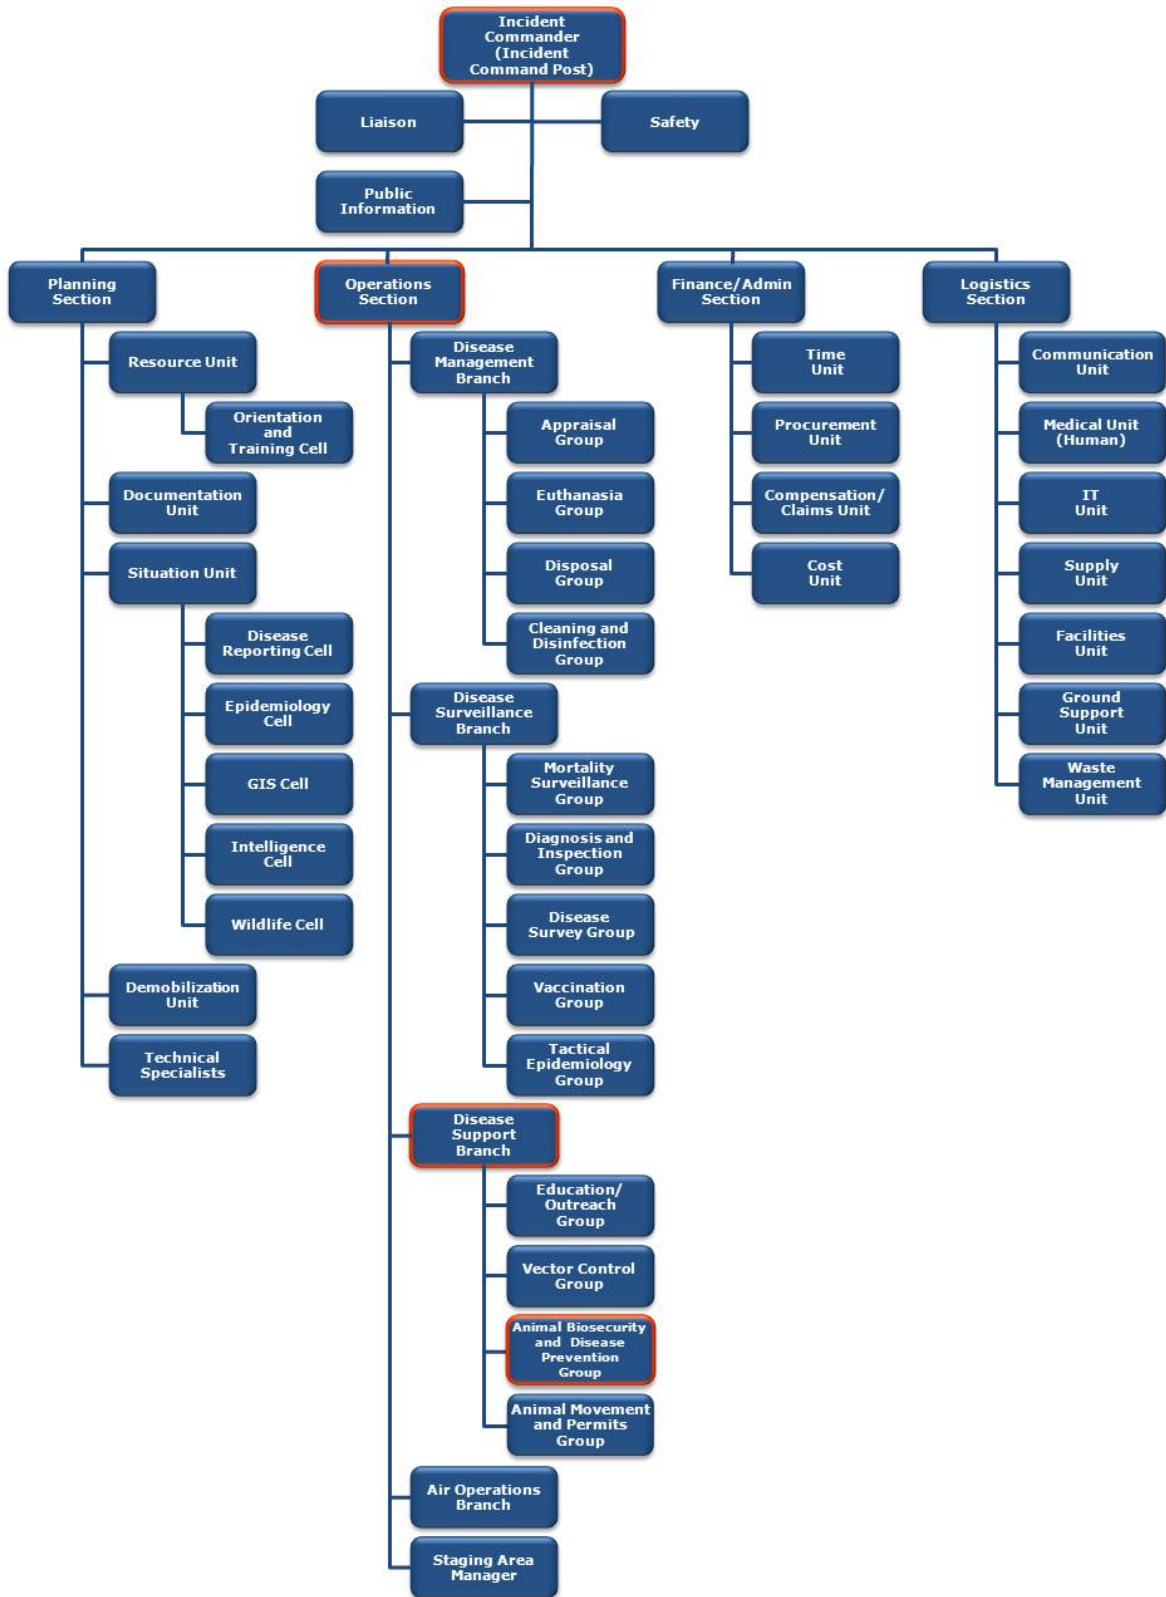 Incident
Commander
(Incident
Command Post)
Liaison
Safety
Public
Information
Planning
Section
Resource Unit
Orientation
and
Training Cell
Documentation
Unit
Situation Unit
Disease
Reporting Cell
Epidemiology
Cell
GIS Cell
Intelligence
Cell
Wildlife Cell
Demobilization
Unit
Technical
Specialists
Operations
Section
Disease
Management
Branch
Appraisal
Group
Euthanasia
Group
Disposal
Group
Cleaning and
Disinfection
Group
Disease
Surveillance
Branch
Mortality
Surveillance
Group
Diagnosis and
Inspection
Group
Disease
Survey Group
Vaccination
Group
Tactical
Epidemiology
Group
Disease
Support
Branch
Education/
Outreach
Group
Vector Control
Group
Animal Biosecurity
and Disease
Prevention
Group
Animal Movement
and Permits
Group
Air Operations
Branch
Staging Area
Manager
Finance/Admin
Section
Time
Unit
Procurement
Unit
Compensation/
Claims Unit
Cost
Unit
Logistics
Section
Communication
Unit
Medical Unit
(Human)
IT
Unit
Supply
Unit
Facilities
Unit
Ground
Support
Unit
Waste
Management
Unit